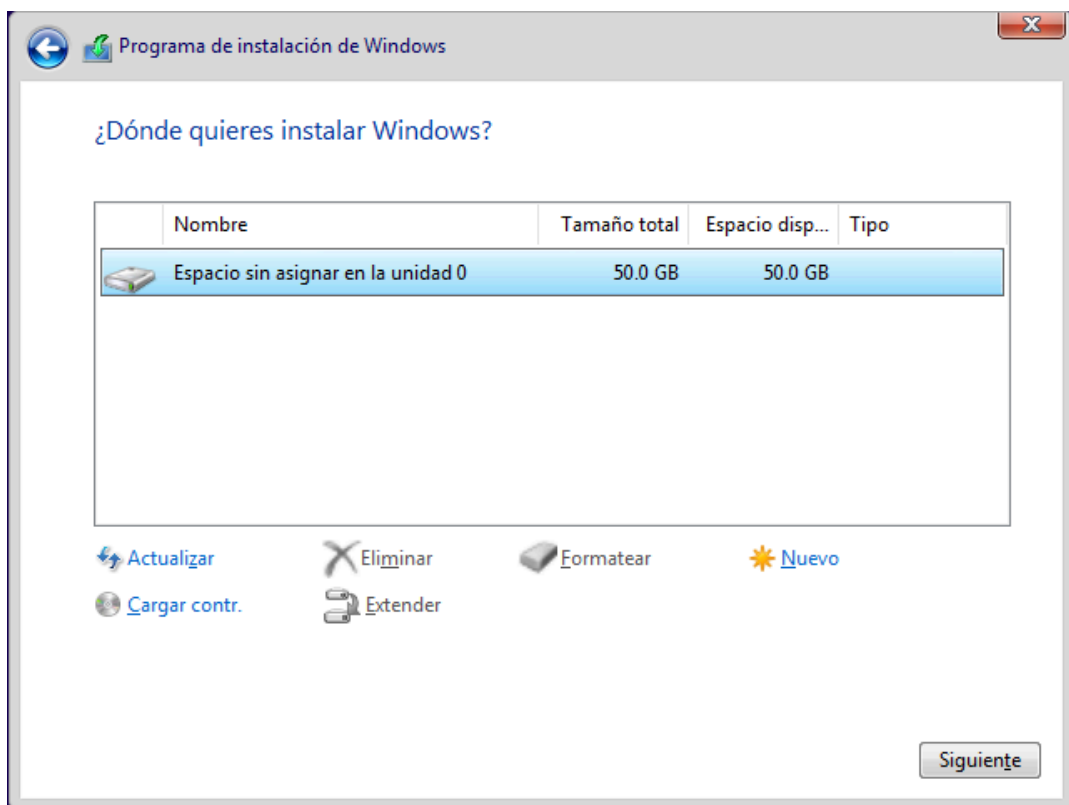 Programa de instalación de Windows
¿Dónde quieres instalar Windows?
Nombre Tamaño total Espacio disp... Tipo
Espacio sin asignar en la unidad 0 50.0 GB 50.0 GB
Actualizar Eliminar Formatear Nuevo
Cargar contr. Extender
Siguiente